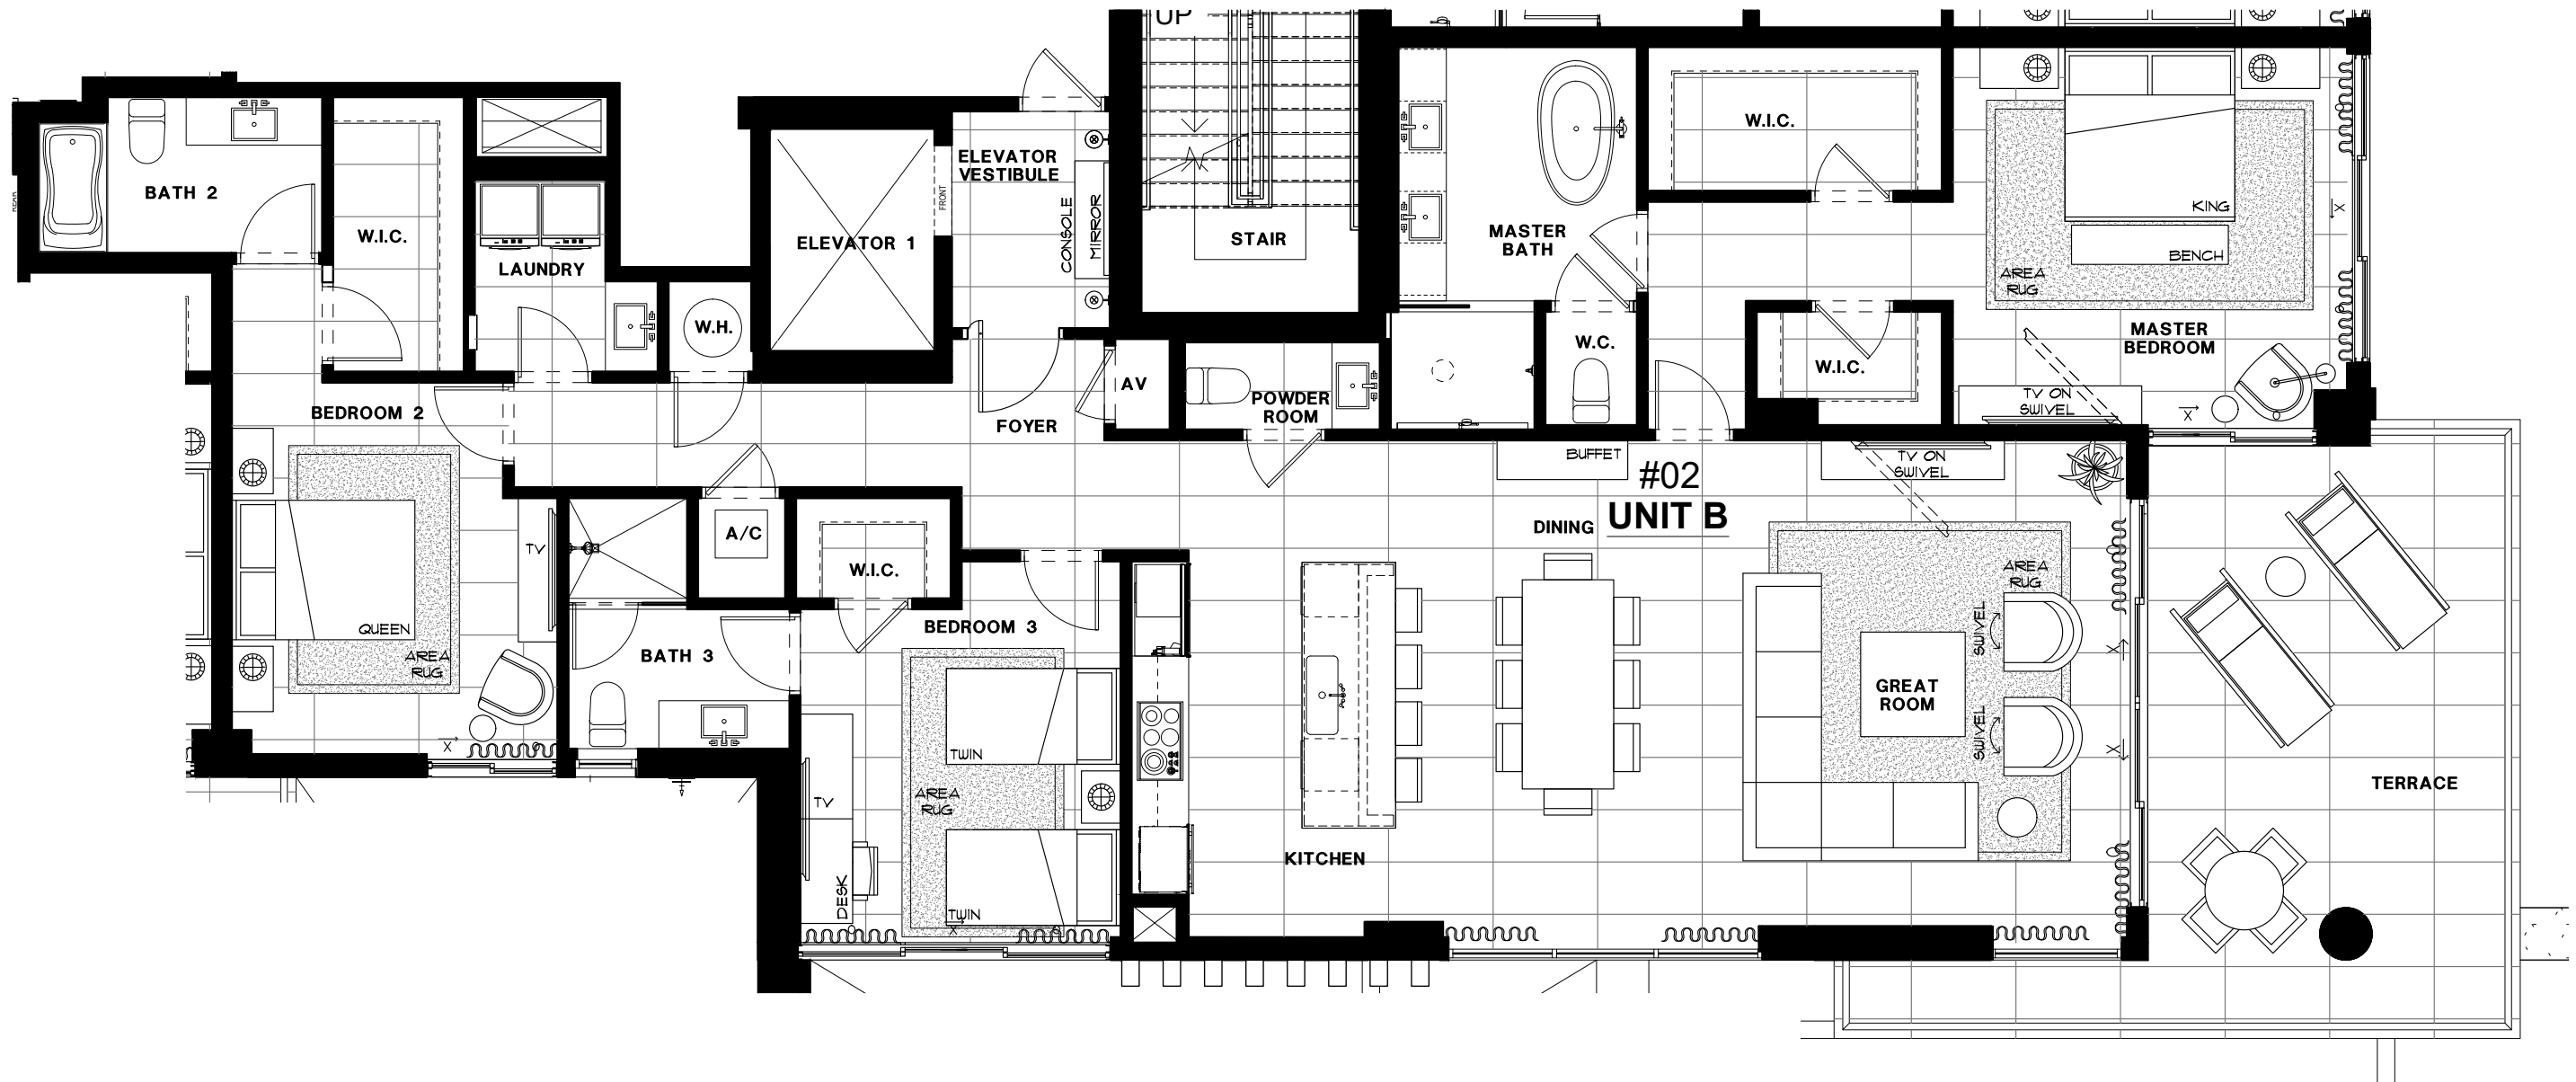 UP
BATH 2
W.I.C.
LAUNDRY
W.H.
ELEVATOR 1
FRONT
ELEVATOR
VESTIBULE
CONSOLE
MIRROR
STAIR
MASTER
BATH
W.C.
W.I.C.
W.I.C.
KING
BENCH
AREA
RUG
MASTER
BEDROOM
TV ON
SWIVEL
X
X
BEDROOM 2
QUEEN
AREA
RUG
TV
X
FOYER
AV
POWDER
ROOM
A/C
W.I.C.
BATH 3
BEDROOM 3
TWIN
TWIN
AREA
RUG
TV
DESK
X
BUFFET
#02
UNIT B
DINING
TV ON
SWIVEL
AREA
RUG
SWIVEL
SWIVEL
GREAT
ROOM
X
X
KITCHEN
TERRACE